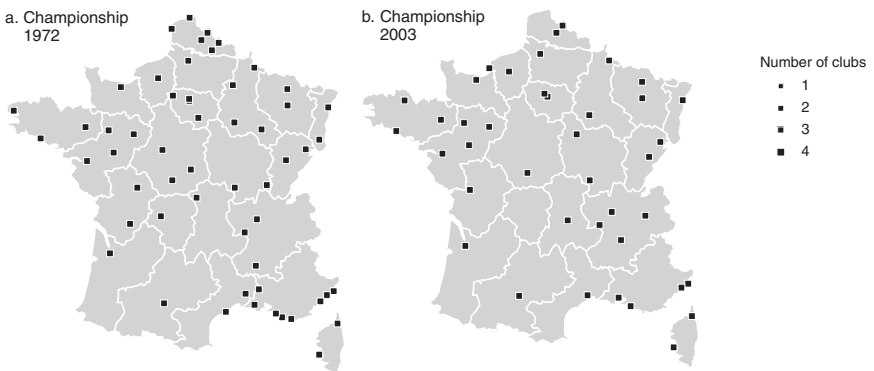 a. Championship
1972
b. Championship
2003
Number of clubs
1
2
3
4